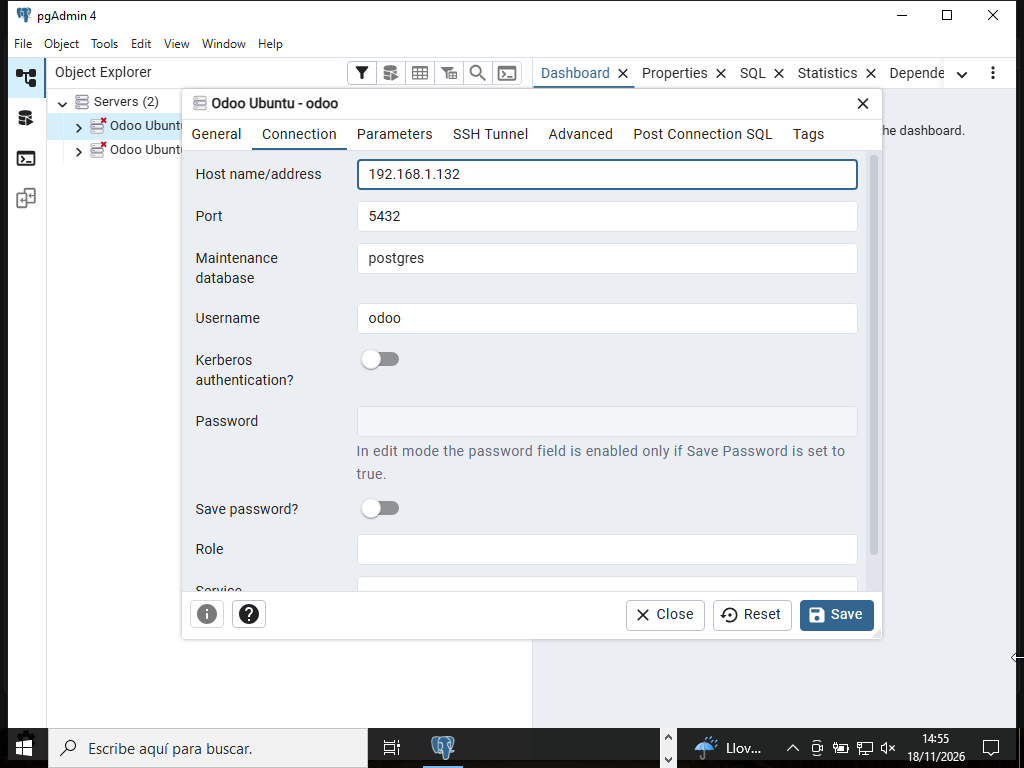 pgAdmin 4
File Object Tools Edit View Window Help
Object Explorer
Dashboard Properties SQL Statistics Depende
Servers (2)
Odoo Ubunt
Odoo Ubunt
he dashboard.
Odoo Ubuntu - odoo
General Connection Parameters SSH Tunnel Advanced Post Connection SQL Tags
Host name/address 192.168.1.132
Port 5432
Maintenance
database
postgres
Username odoo
Kerberos
authentication?
Password
In edit mode the password field is enabled only if Save Password is set to
true.
Save password?
Role
Service
Close Reset Save
Escribe aquí para buscar.
Llov...
14:55
18/11/2026